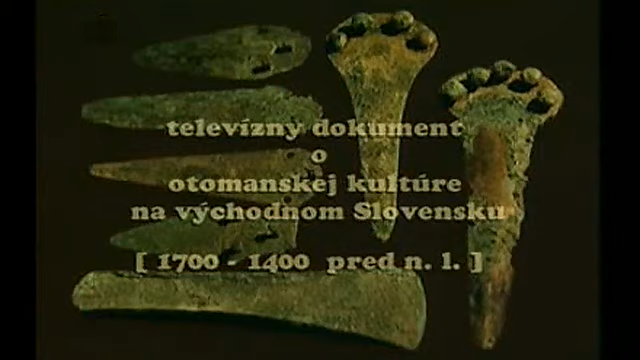 televízny dokument
o
otomanskej kultúre
na východnom Slovensku
[ 1700 - 1400 pred n. l. ]